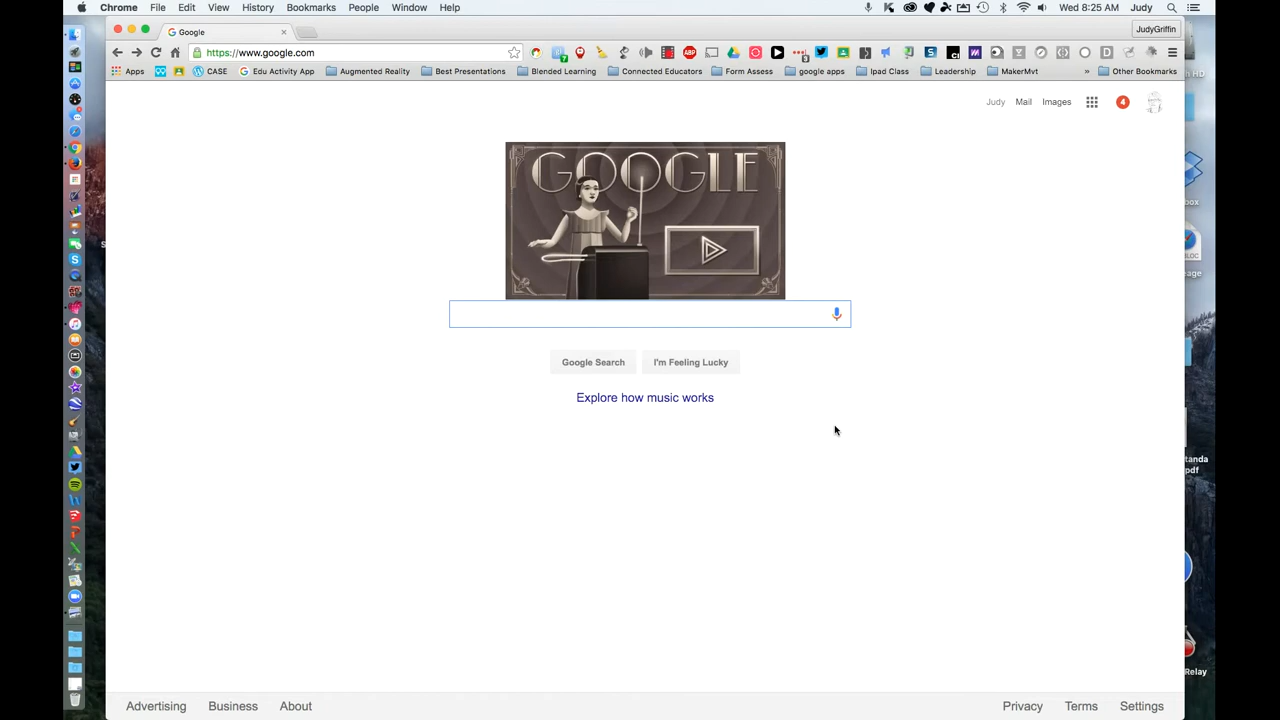 Chrome File Edit View History Bookmarks People Window Help Wed 8:25 AM Judy
Google JudyGriffin
https://www.google.com
Apps CASE Edu Activity App Augmented Reality Best Presentations Blended Learning Connected Educators Form Assess google apps Ipad Class Leadership MakerMvt » Other Bookmarks
Judy Mail Images 4
GOOGLE
Google Search I'm Feeling Lucky
Explore how music works
Advertising Business About Privacy Terms Settings